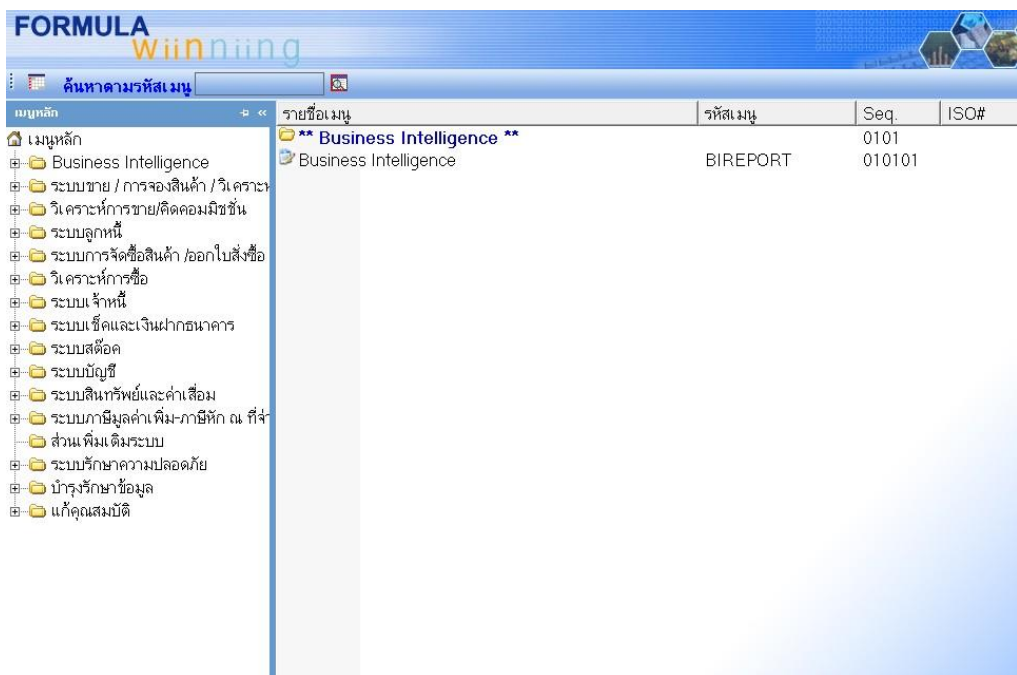 FORMULA
wiinniing
ค้นหาตามรหัสเมนู
เมนูหลัก
รายชื่อเมนู รหัสเมนู Seq. ISO#
เมนูหลัก
** Business Intelligence ** 0101
Business Intelligence
Business Intelligence BIREPORT 010101
ระบบขาย / การจองสินค้า / วิเคราะห
วิเคราะห์การขาย/คิดคอมมิชชั่น
ระบบลูกหนี้
ระบบการจัดซื้อสินค้า /ออกใบสั่งซื้อ
วิเคราะห์การซื้อ
ระบบเจ้าหนี้
ระบบเช็คและเงินฝากธนาคาร
ระบบสต๊อค
ระบบบัญชี
ระบบสินทรัพย์และค่าเสื่อม
ระบบภาษีมูลค่าเพิ่ม-ภาษีหัก ณ ที่จ่า
ส่วนเพิ่มเติมระบบ
ระบบรักษาความปลอดภัย
บำรุงรักษาข้อมูล
แก้คุณสมบัติ